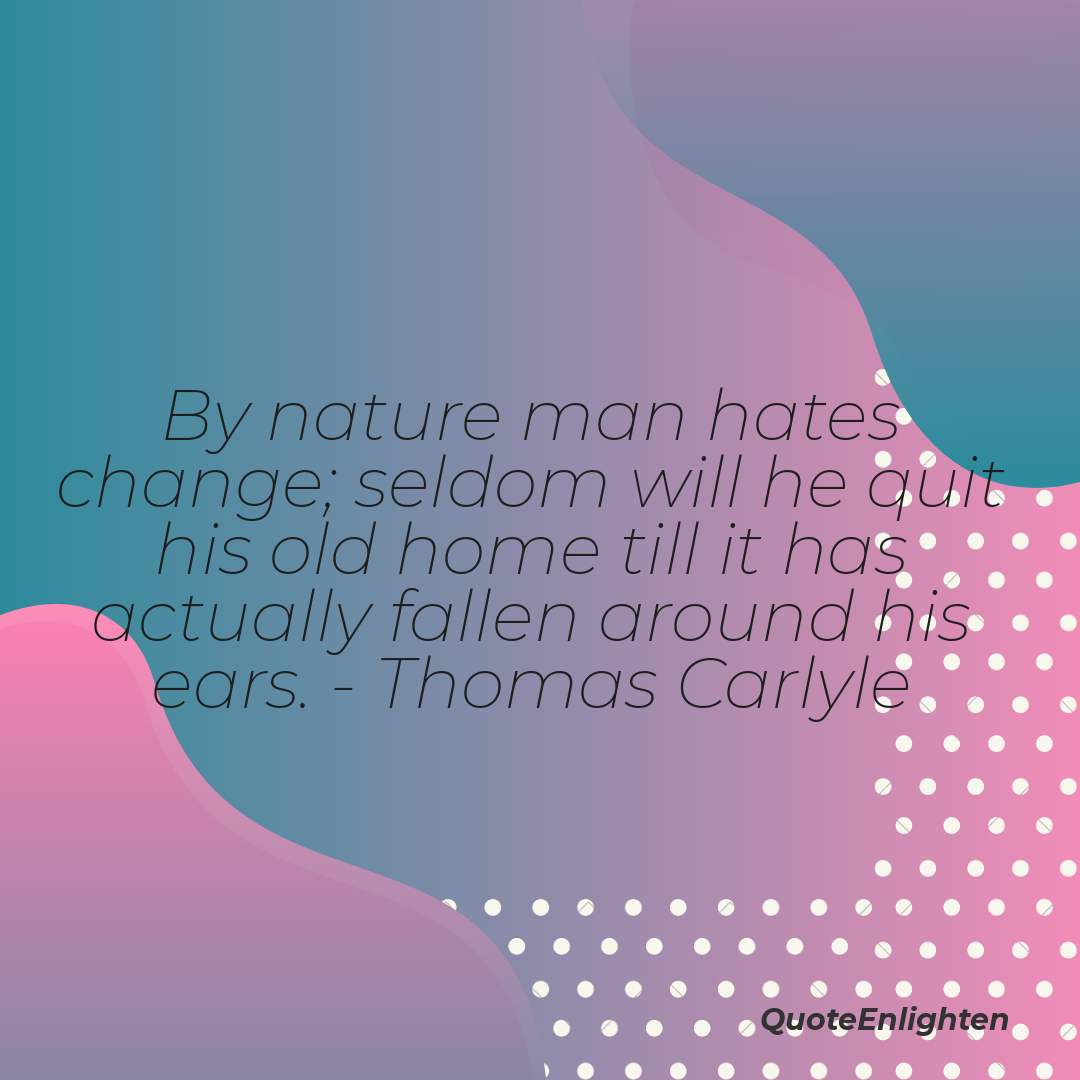 By nature man hates
change; seldom will he quit
his old home till it has
actually fallen around his
ears. - Thomas Carlyle
QuoteEnlighten